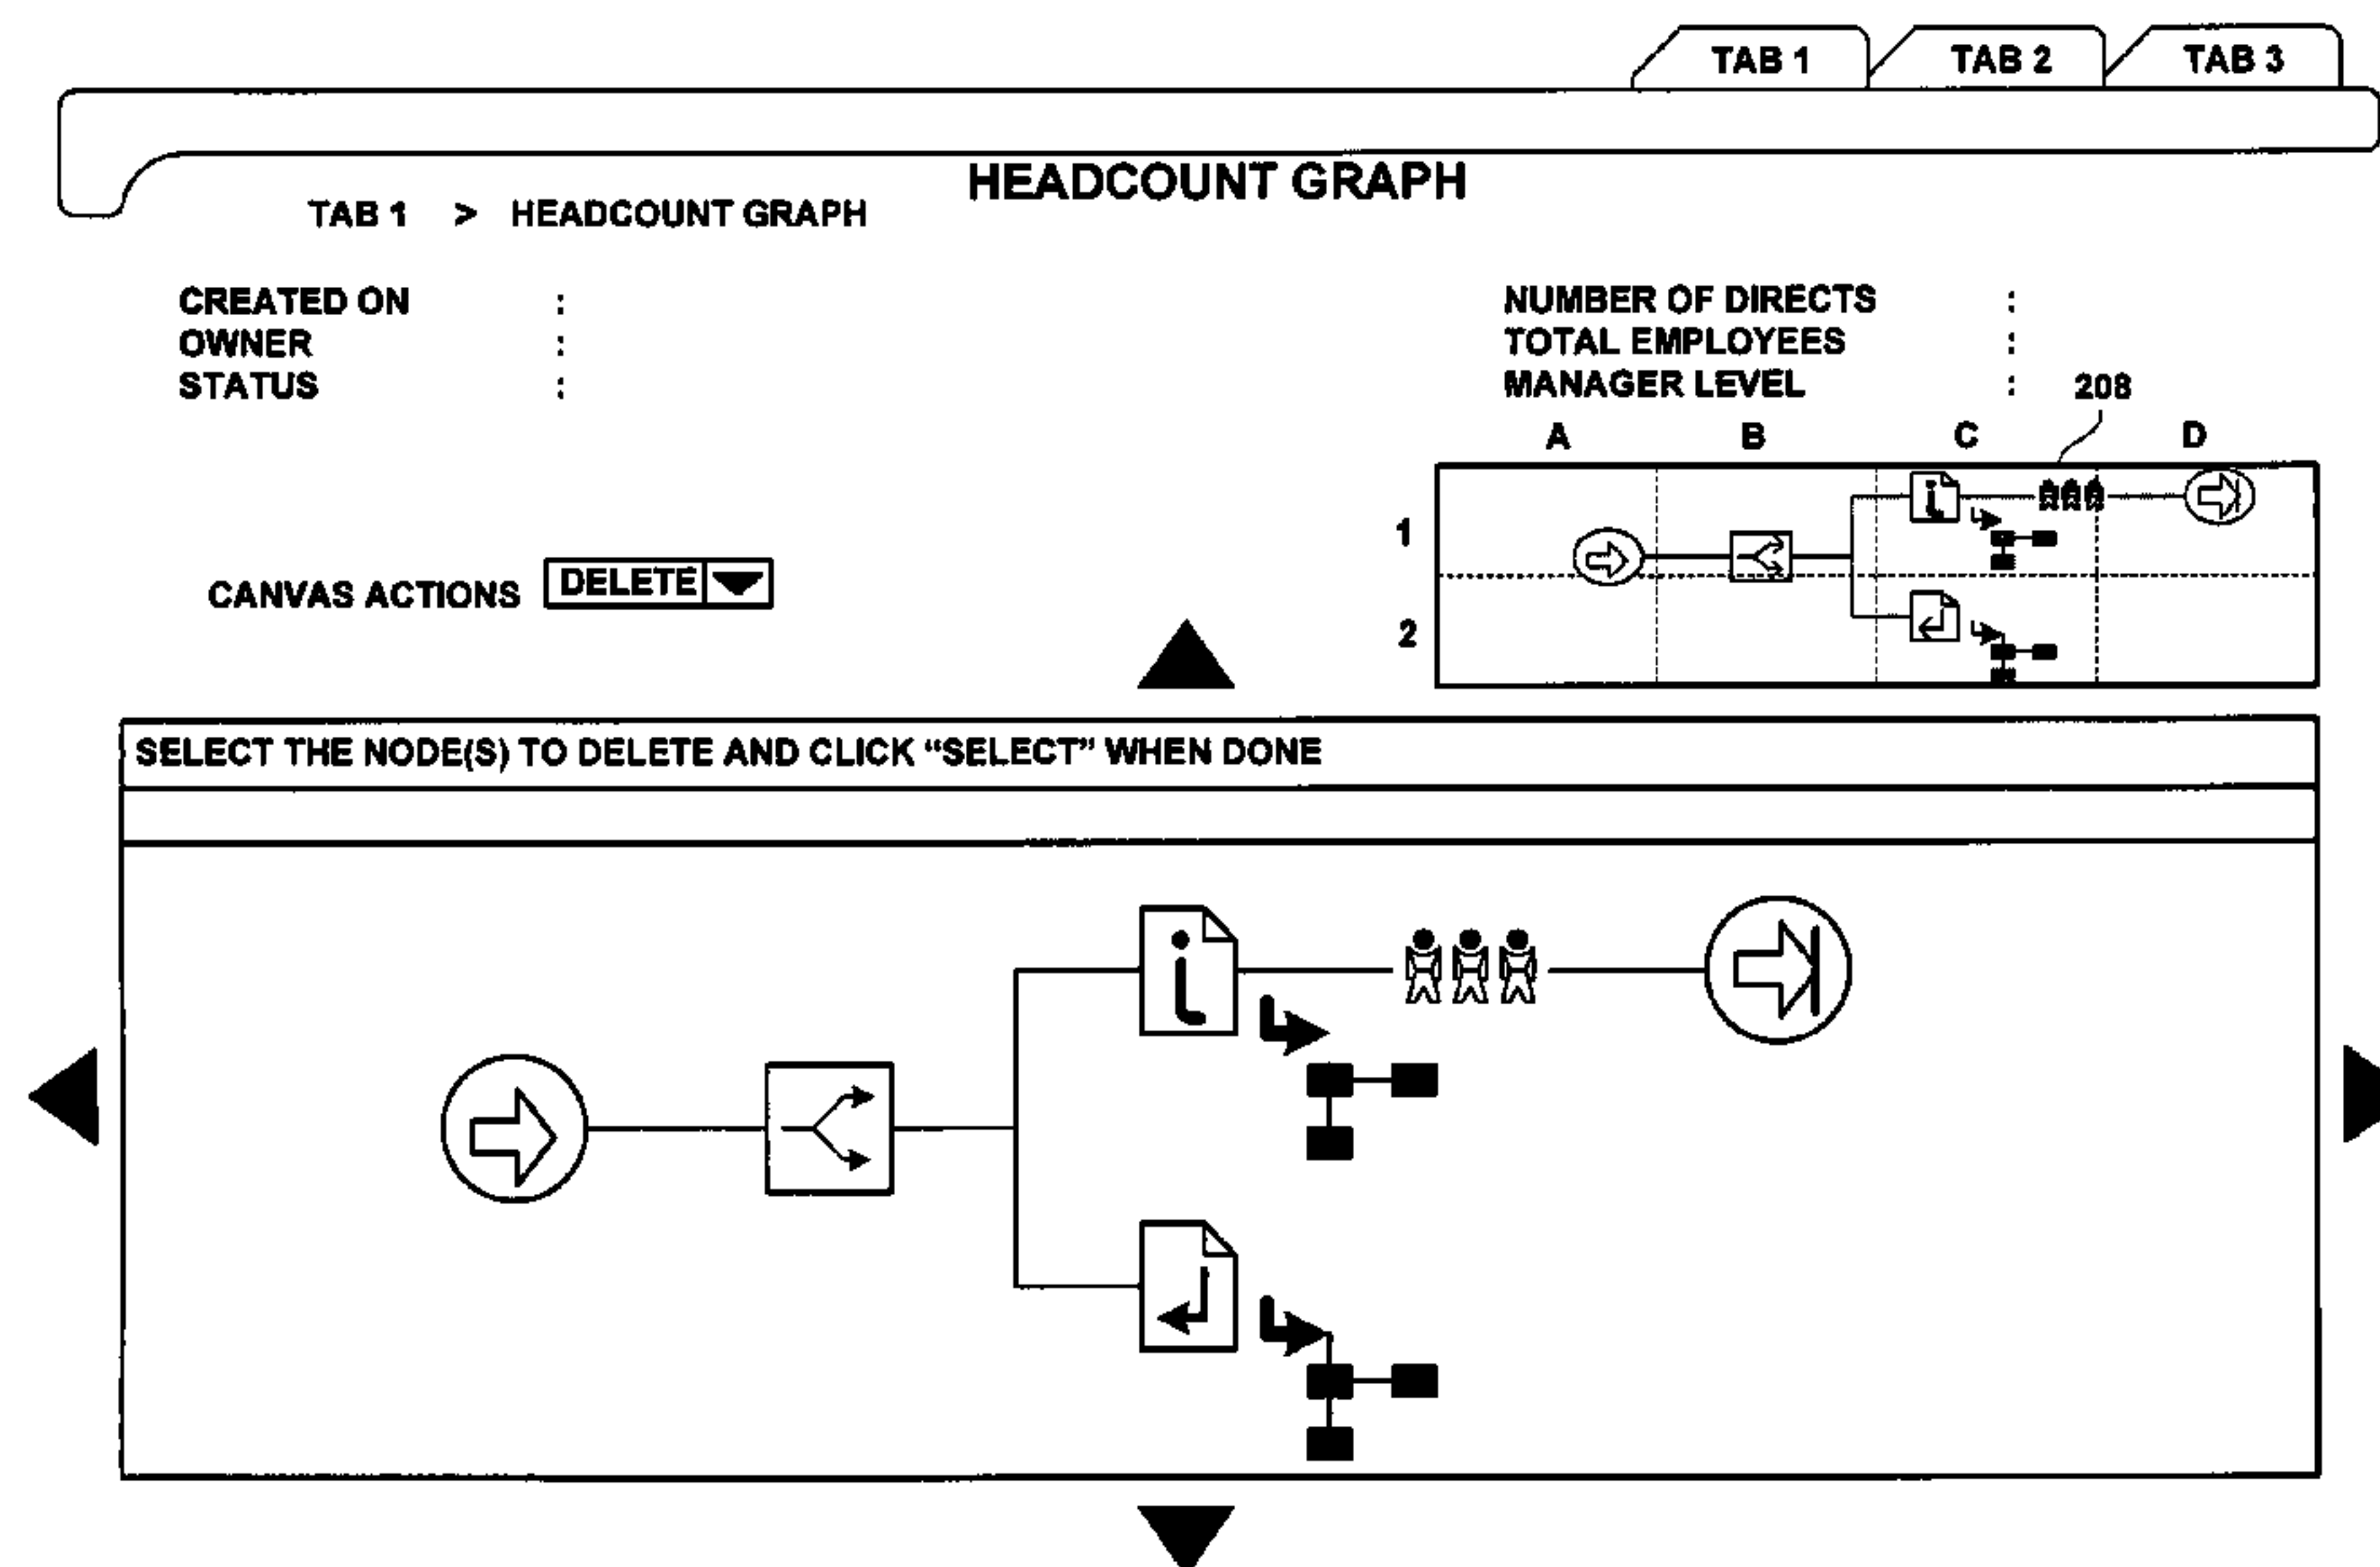 TAB 1 TAB 2 TAB 3
HEADCOUNT GRAPH
TAB 1 > HEADCOUNT GRAPH
CREATED ON :
OWNER :
STATUS :
NUMBER OF DIRECTS :
TOTAL EMPLOYEES :
MANAGER LEVEL :
208
A B C D
1
2
CANVAS ACTIONS DELETE
SELECT THE NODE(S) TO DELETE AND CLICK “SELECT” WHEN DONE
i
i